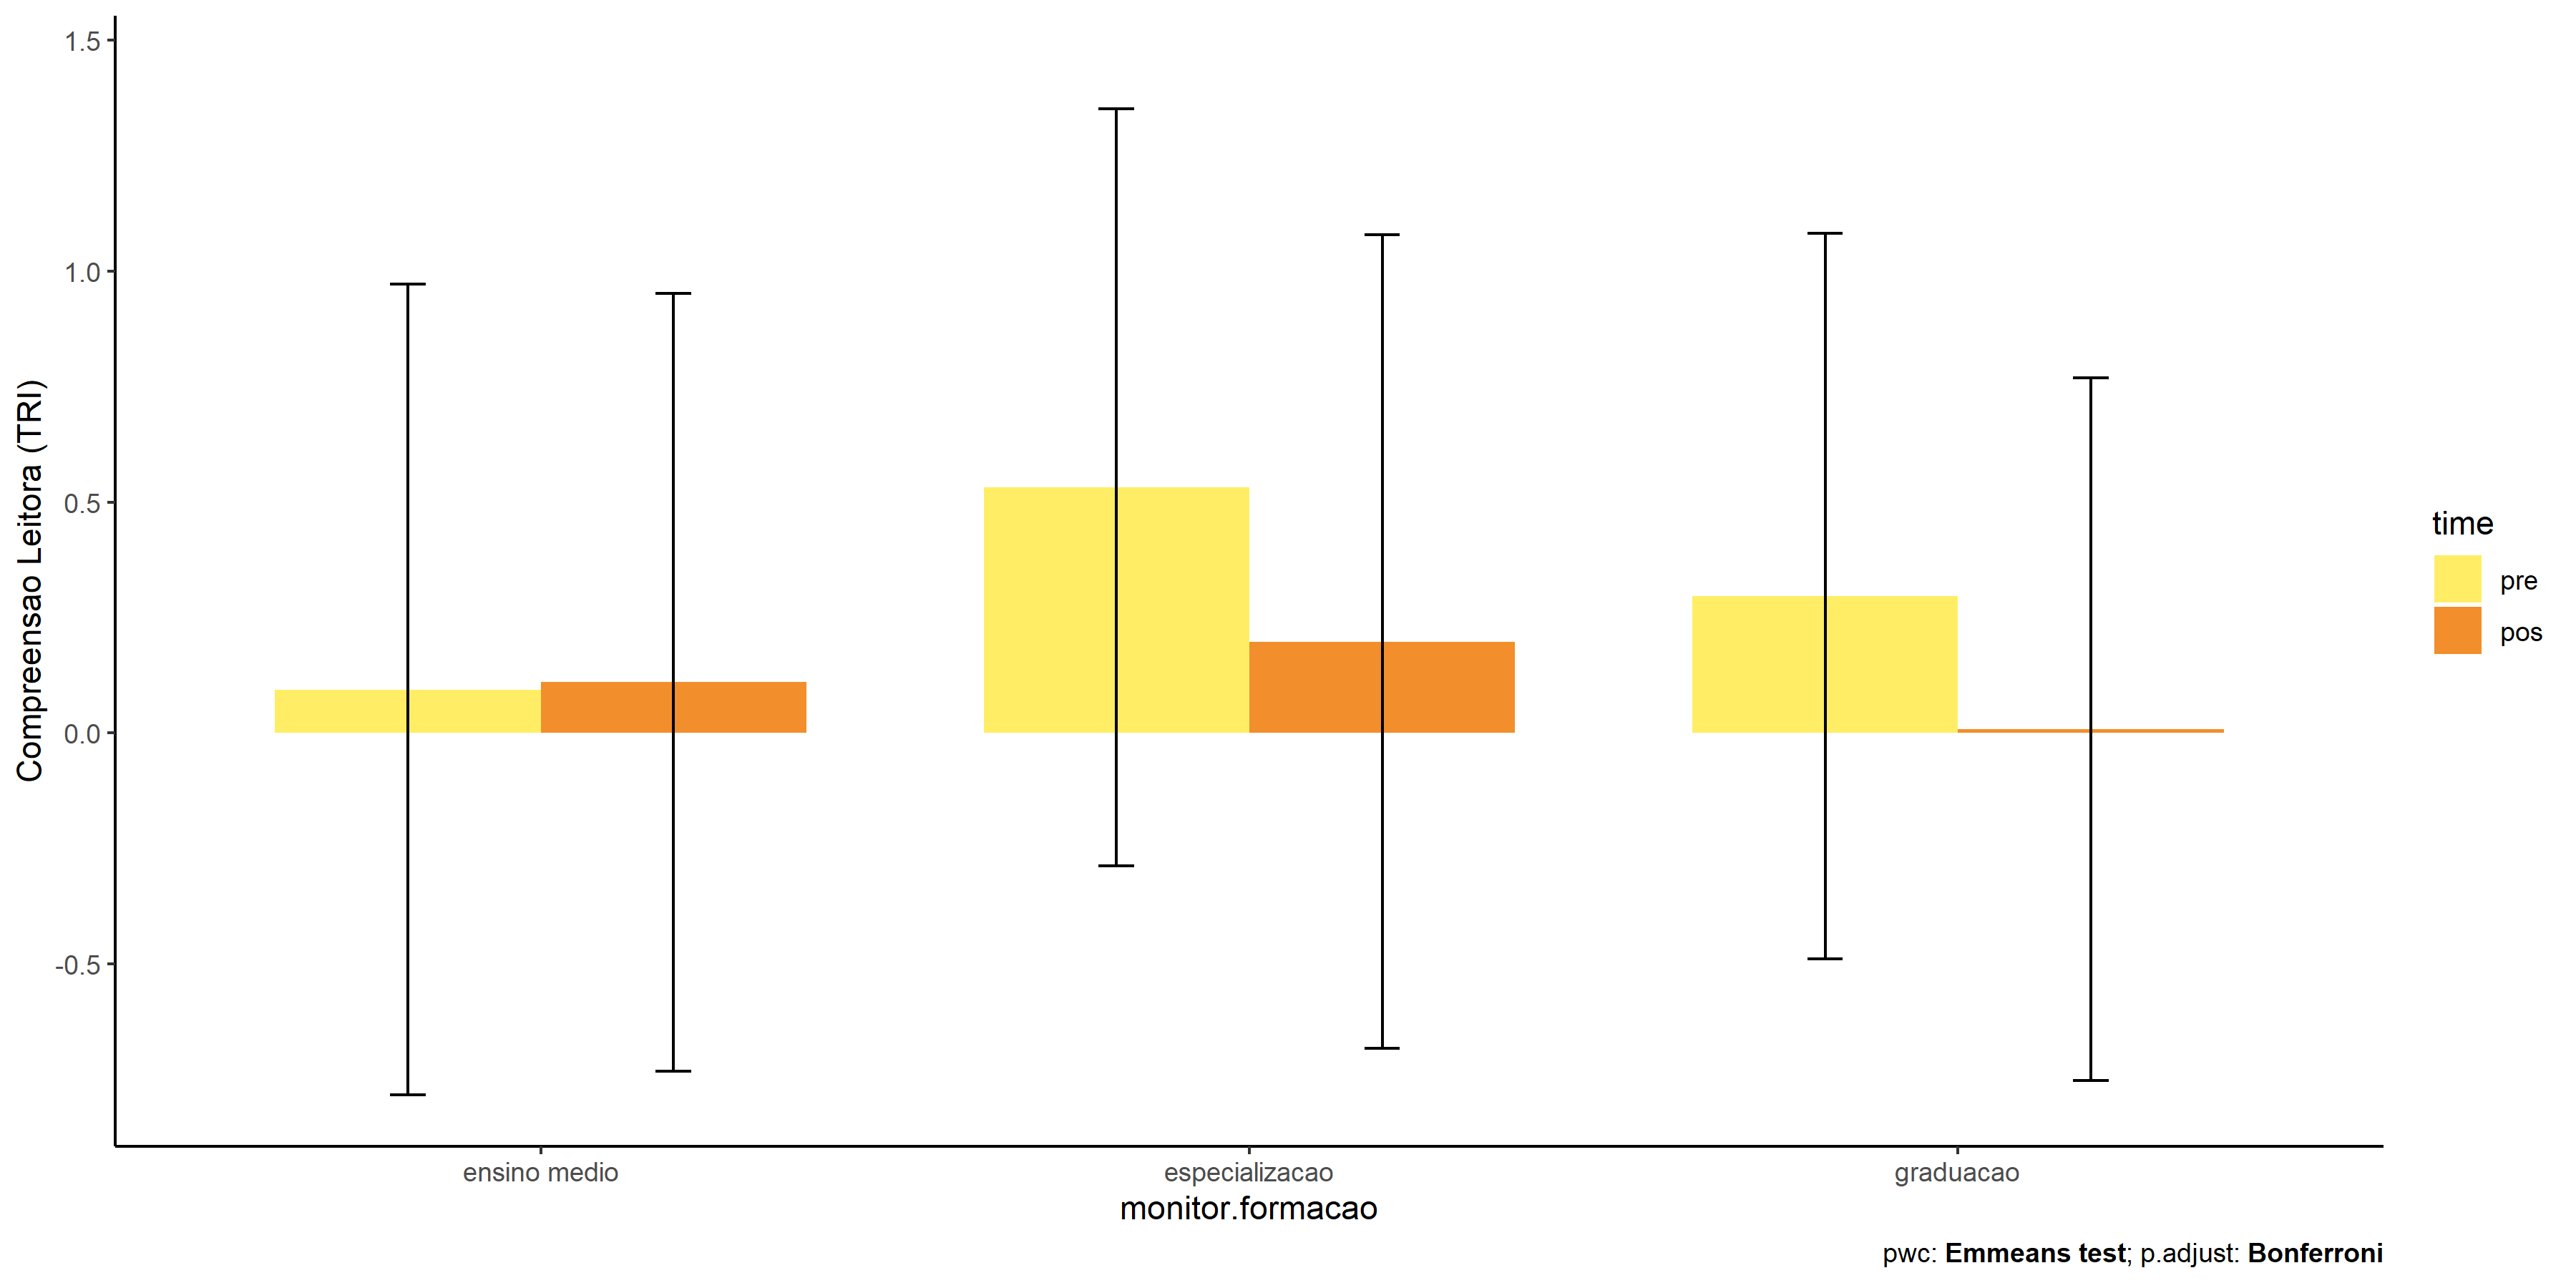 1.5
1.0
0.5
0.0
-0.5
Compreensao Leitora (TRI)
ensino medio
especializacao
graduacao
monitor.formacao
time
pre
pos
pwc: Emmeans test; p.adjust: Bonferroni